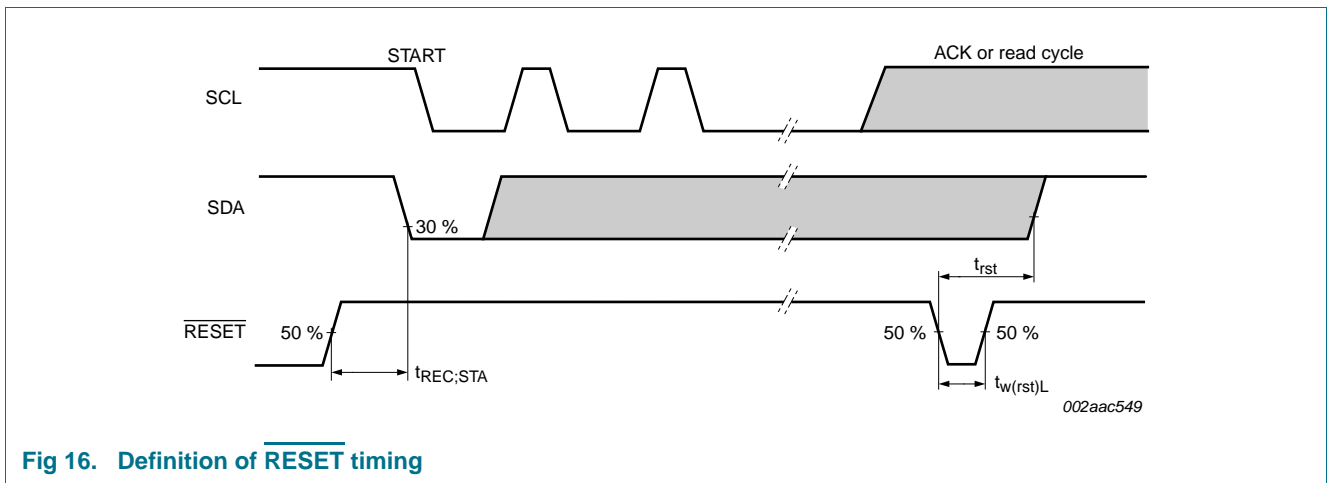 START
ACK or read cycle
SCL
SDA
30 %
t_rst
RESET
50 %
50 %
50 %
t_REC;STA
t_w(rst)L
002aac549
Fig 16. Definition of RESET timing